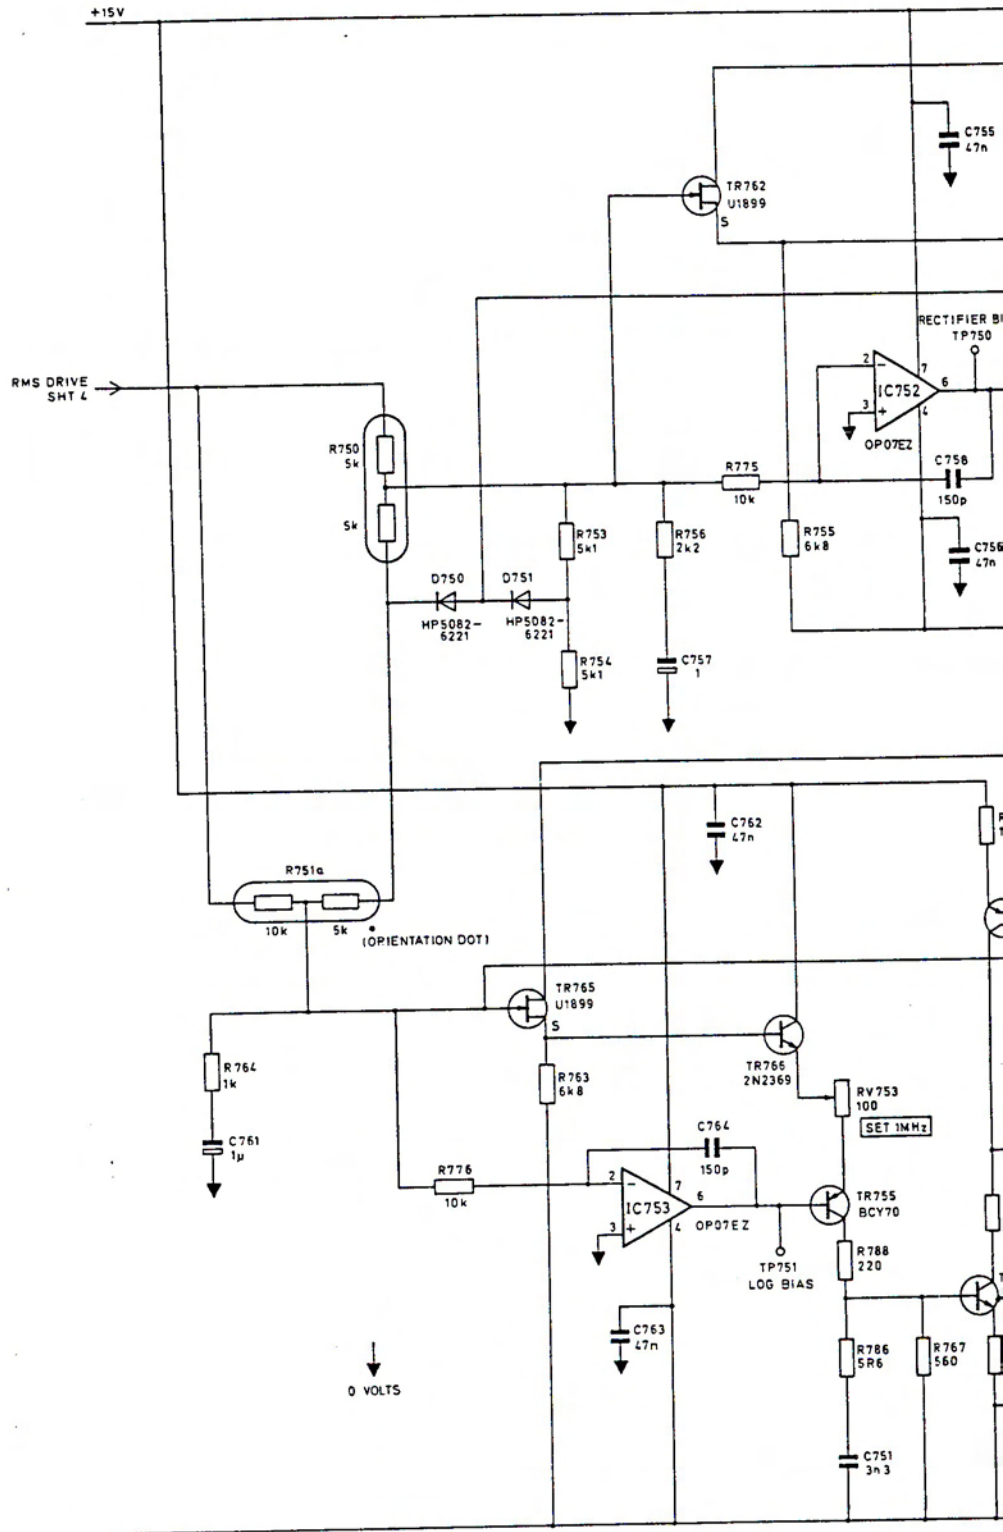 +15V
C755
47n
TR762
U1899
S
RECTIFIER BI
TP750
RMS DRIVE
SHT 4
2
7
IC752
6
3
4
OP07EZ
R750
5k
5k
R775
10k
C758
150p
R753
5k1
R756
2k2
R755
6k8
C756
47n
D750
D751
HP5082-
6221
HP5082-
6221
R754
5k1
C757
1
C762
47n
R751a
10k
5k
(ORIENTATION DOT)
TR765
U1899
S
R764
1k
R763
6k8
TR766
2N2369
RV753
100
SET 1MHz
C761
1μ
C764
150p
R776
10k
2
7
IC753
6
3
4
OP07EZ
TR755
BCY70
TP751
LOG BIAS
R788
220
C763
47n
R786
5R6
R767
560
0 VOLTS
C751
3n3